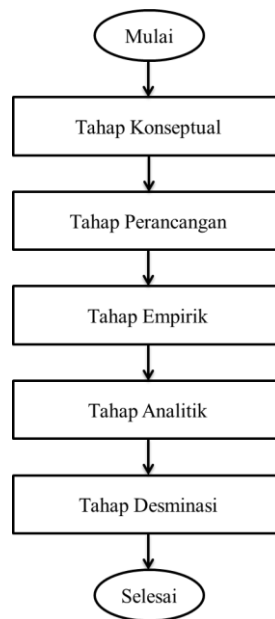 Mulai
Tahap Konseptual
Tahap Perancangan
Tahap Empirik
Tahap Analitik
Tahap Desminasi
Selesai